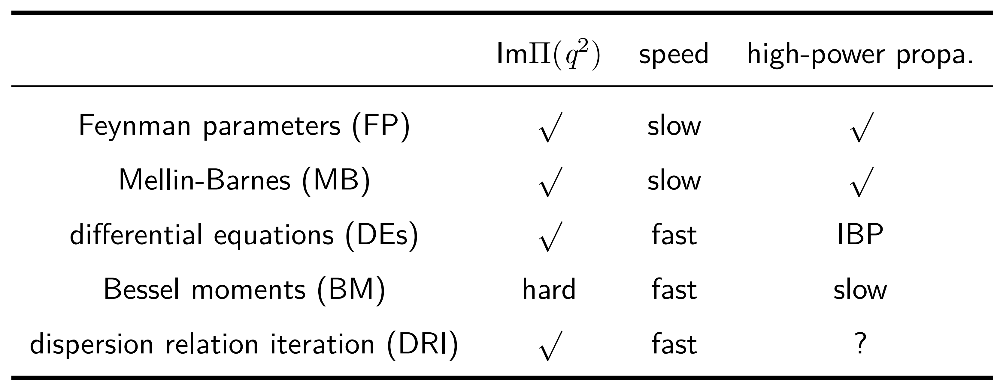 ImΠ(q²) speed high-power propa.
Feynman parameters (FP) √ slow √
Mellin-Barnes (MB) √ slow √
differential equations (DEs) √ fast IBP
Bessel moments (BM) hard fast slow
dispersion relation iteration (DRI) √ fast ?